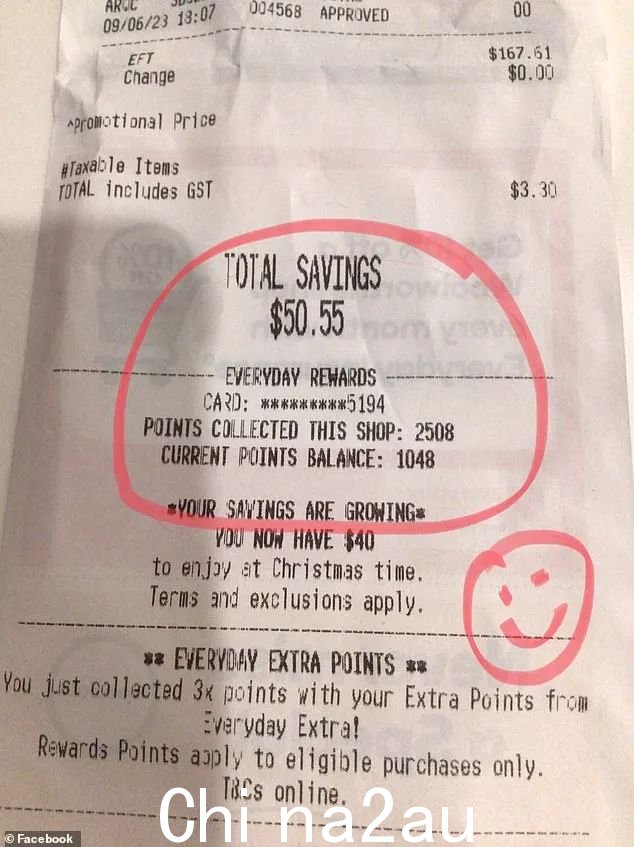 ARQC
09/06/23 13:07 004568 APPROVED 00
EFT $167.61
Change $0.00
^Promotional Price
#Taxable Items
TOTAL includes GST $3.30
TOTAL SAVINGS
$50.55
EVERYDAY REWARDS
CARD: *********5194
POINTS COLLECTED THIS SHOP: 2508
CURRENT POINTS BALANCE: 1048
*YOUR SAVINGS ARE GROWING*
YOU NOW HAVE $40
to enjoy at Christmas time.
Terms and exclusions apply.
** EVERYDAY EXTRA POINTS **
You just collected 3x points with your Extra Points from
Everyday Extra!
Rewards Points apply to eligible purchases only.
T&Cs online.
Chi na2au
© Facebook